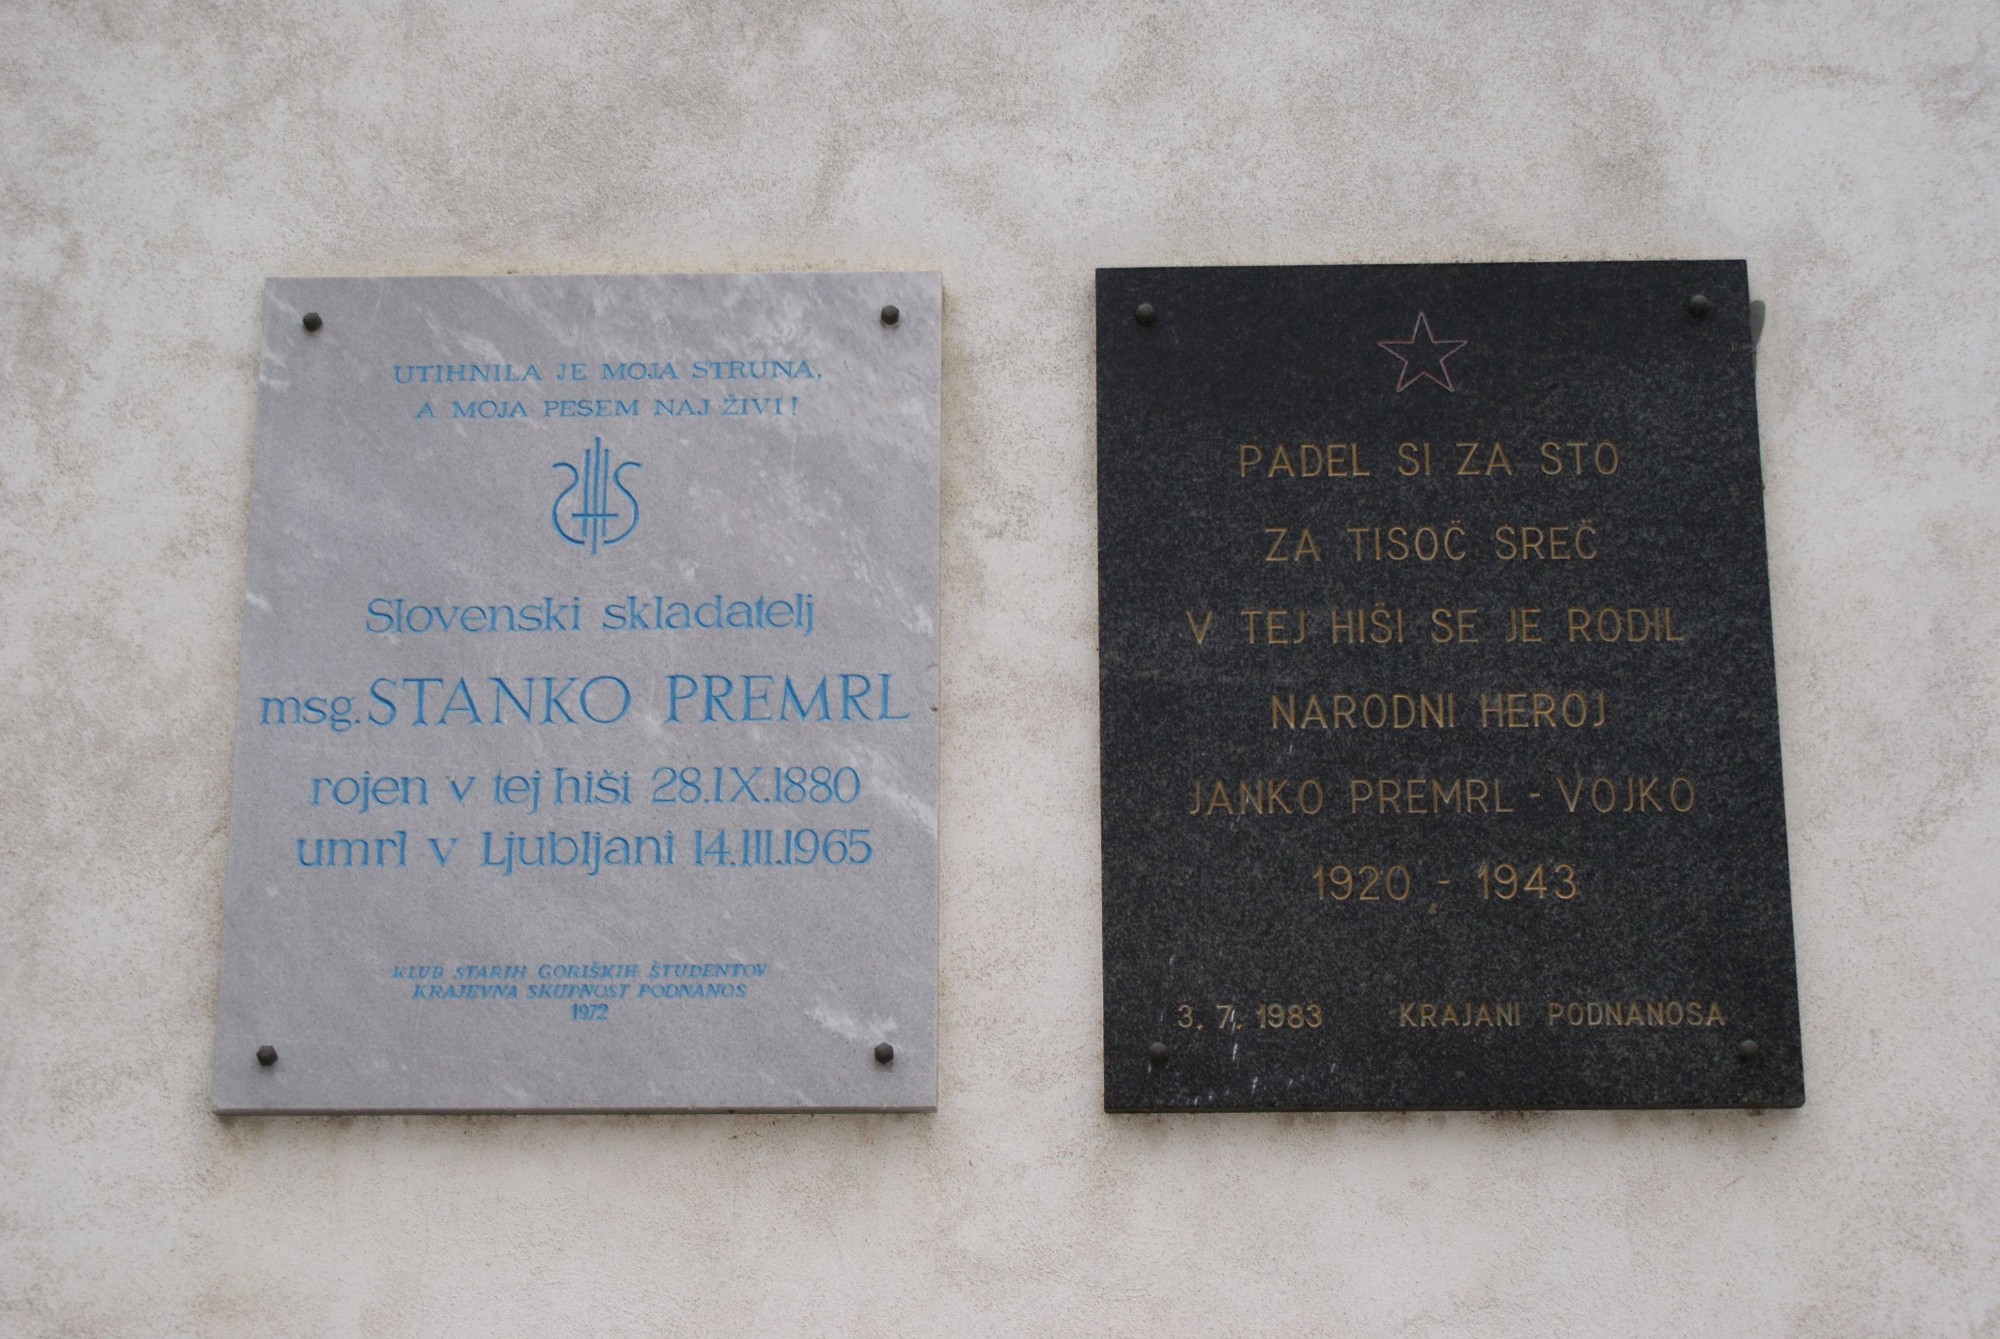 UTIHNILA JE MOJA STRUNA,
A MOJA PESEM NAJ ŽIVI!
Slovenski skladatelj
msg. STANKO PREMRL
rojen v tej hiši 28.IX.1880
umrl v Ljubljani 14.III.1965
KLUB STARIH GORIŠKIH ŠTUDENTOV
KRAJEVNA SKUPNOST PODNANOS
1972
PADEL SI ZA STO
ZA TISOČ SREČ
V TEJ HIŠI SE JE RODIL
NARODNI HEROJ
JANKO PREMRL - VOJKO
1920 - 1943
3. 7. 1983 KRAJANI PODNANOSA